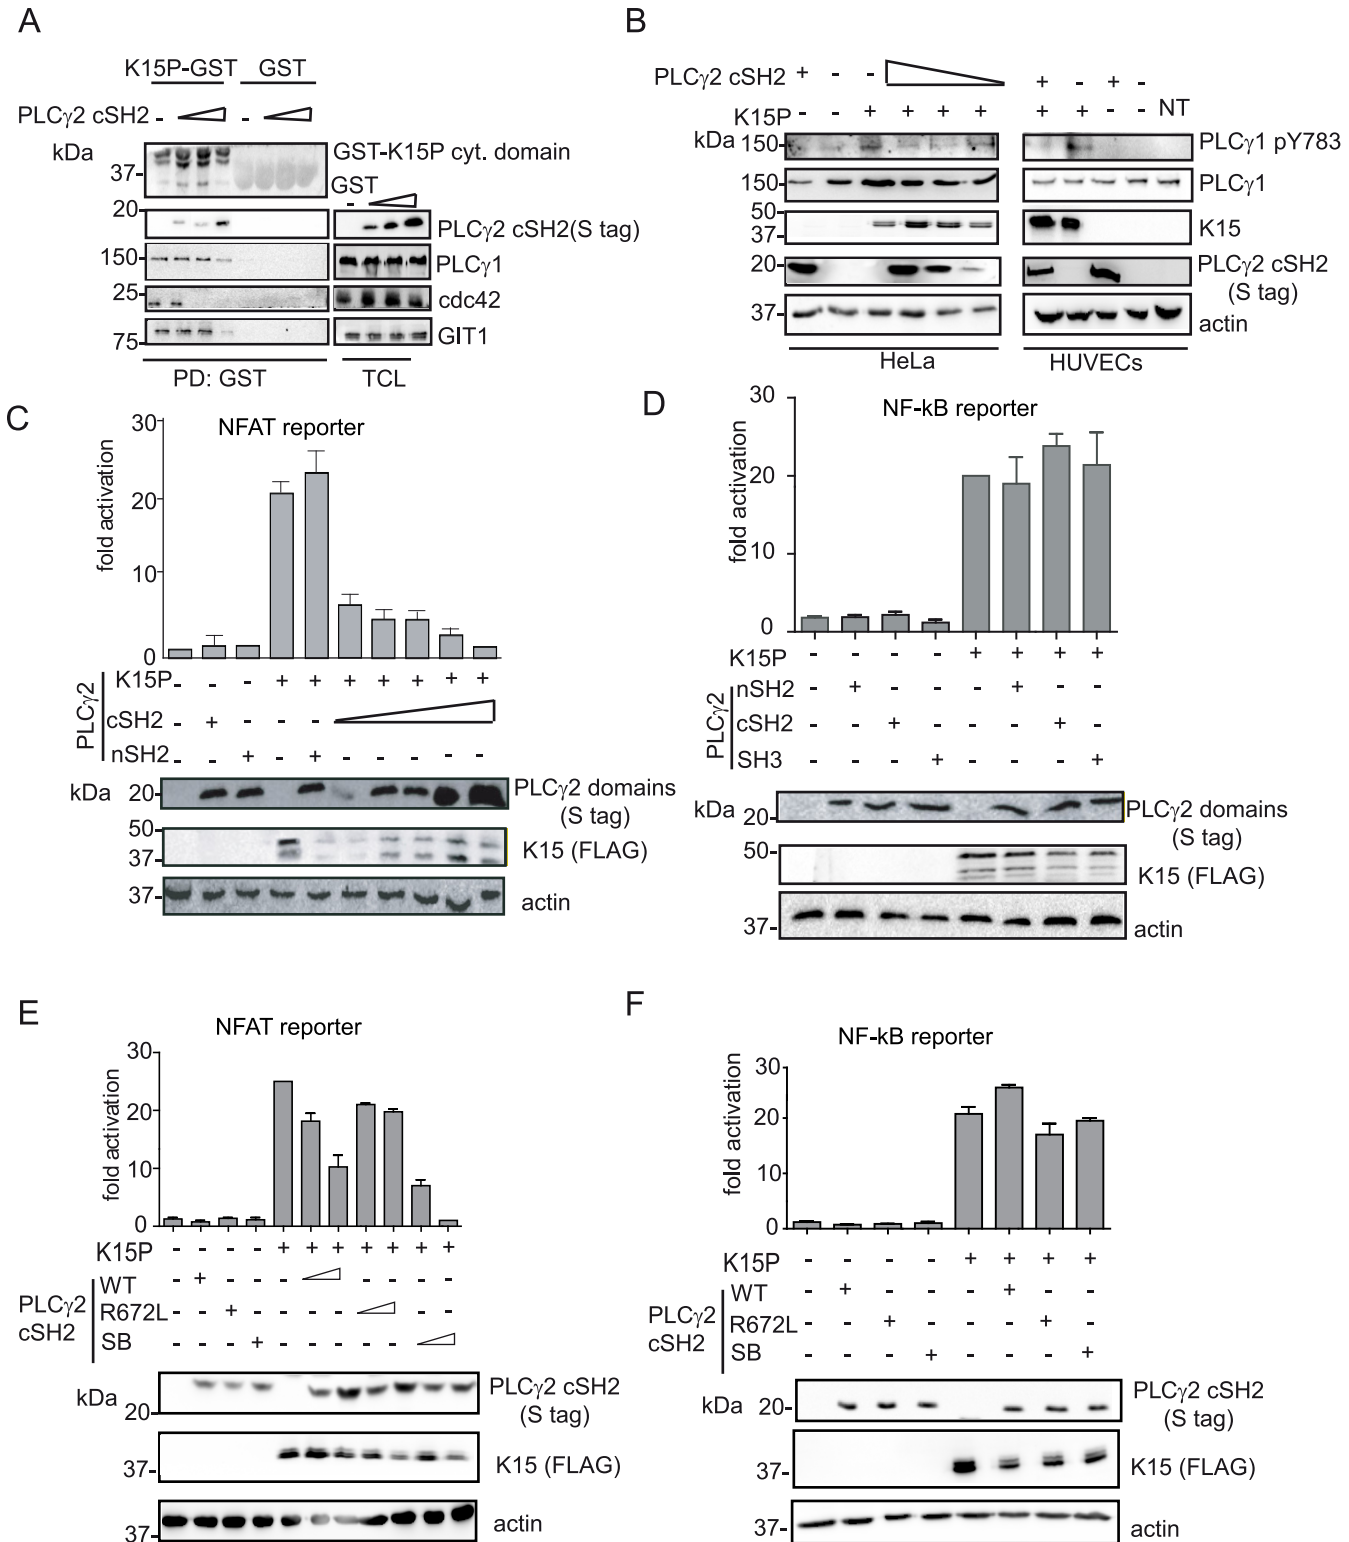 A
K15P-GST GST
PLCγ2 cSH2 - -
kDa
37-
GST-K15P cyt. domain
GST
-
20
PLCγ2 cSH2(S tag)
150-
PLCγ1
25-
cdc42
75-
GIT1
PD: GST TCL
B
PLCγ2 cSH2 + - - + - + -
K15P - - + + + + + + - - NT
kDa 150- PLCγ1 pY783
150- PLCγ1
50
37- K15
20- PLCγ2 cSH2
(S tag)
37- actin
HeLa HUVECs
C
NFAT reporter
fold activation
30
20
10
0
K15P - - - + + + + + + +
PLCγ2
cSH2 - + - - -
nSH2 - - + - + - - - - -
kDa 20- PLCγ2 domains
(S tag)
50
37- K15 (FLAG)
37- actin
D
NF-kB reporter
fold activation
30
20
10
0
K15P - - - - + + + +
PLCγ2
nSH2 - + - - - + - -
cSH2 - - + - - - + -
SH3 - - - + - - - +
kDa 20- PLCγ2 domains
(S tag)
50- K15 (FLAG)
37- actin
E
NFAT reporter
fold activation
30
20
10
0
K15P - - - - + + + + + + +
PLCγ2
cSH2
WT - + - - - - - - -
R672L - - + - - - - - -
SB - - - + - - - - -
kDa
20
PLCγ2 cSH2
(S tag)
37- K15 (FLAG)
37- actin
F
NF-kB reporter
fold activation
30
20
10
0
K15P - - - - + + + +
PLCγ2
cSH2
WT - + - - - + - -
R672L - - + - - - + -
SB - - - + - - - +
kDa 20- PLCγ2 cSH2
(S tag)
37- K15 (FLAG)
37- actin